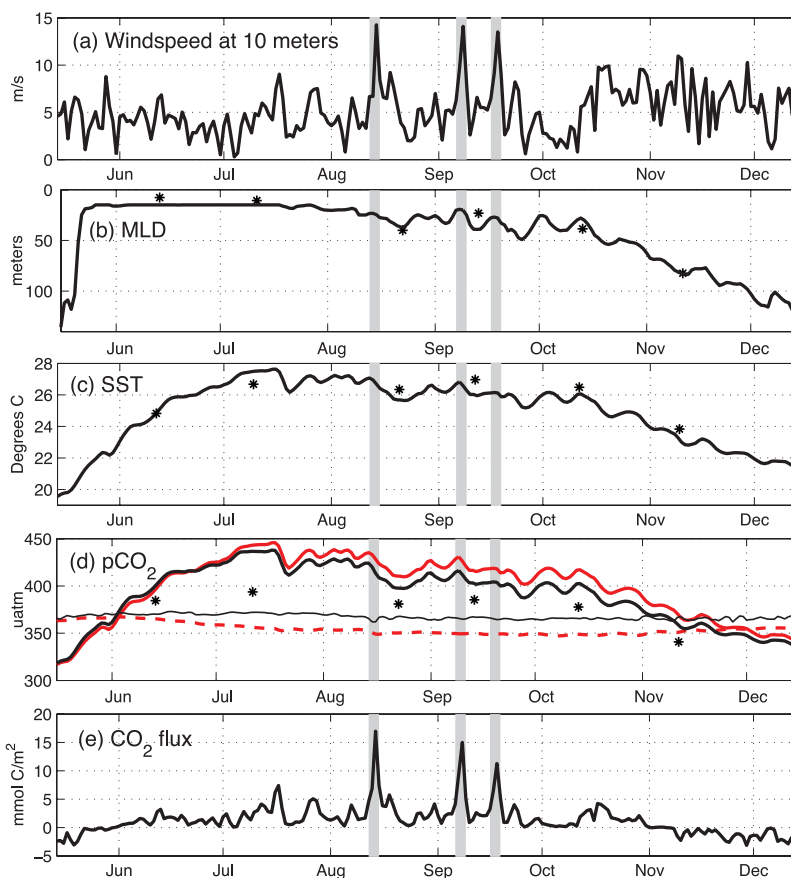 15
(a) Windspeed at 10 meters
10
m/s
5
0
Jun Jul Aug Sep Oct Nov Dec
0
(b) MLD
50
meters
100
Jun Jul Aug Sep Oct Nov Dec
28
(c) SST
26
Degrees C
24
22
20
Jun Jul Aug Sep Oct Nov Dec
450
(d) pCO2
400
uatm
350
300
Jun Jul Aug Sep Oct Nov Dec
20
(e) CO2 flux
15
mmol C/m2
10
5
0
−5
Jun Jul Aug Sep Oct Nov Dec